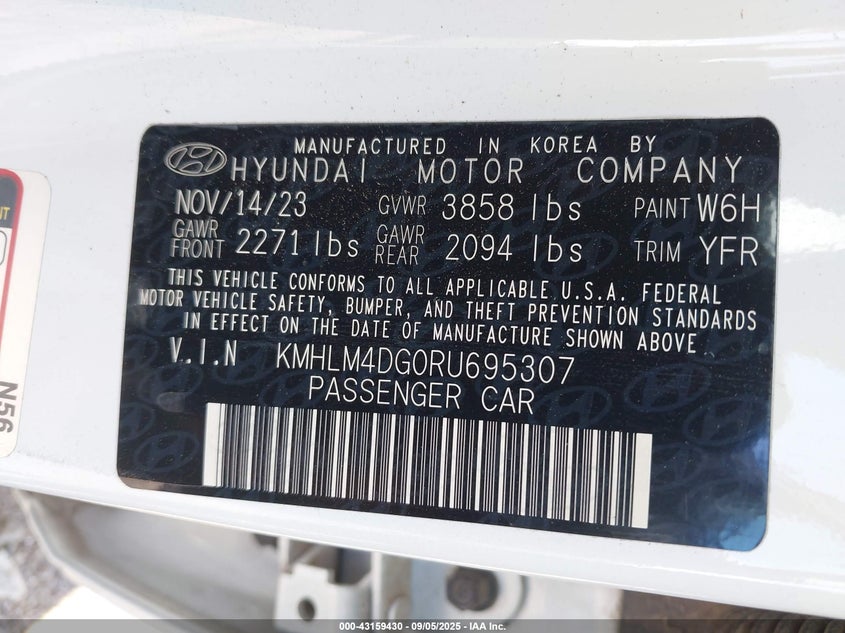 MANUFACTURED IN KOREA BY
HYUNDAI MOTOR COMPANY
NOV/14/23 GVWR 3858 lbs PAINT W6H
GAWR FRONT 2271 lbs GAWR REAR 2094 lbs TRIM YFR
THIS VEHICLE CONFORMS TO ALL APPLICABLE U.S.A. FEDERAL
MOTOR VEHICLE SAFETY, BUMPER, AND THEFT PREVENTION STANDARDS
IN EFFECT ON THE DATE OF MANUFACTURE SHOWN ABOVE.
V.I.N KMHLM4DG0RU695307
PASSENGER CAR
N56
000-43159430 - 09/05/2025 - IAA Inc.